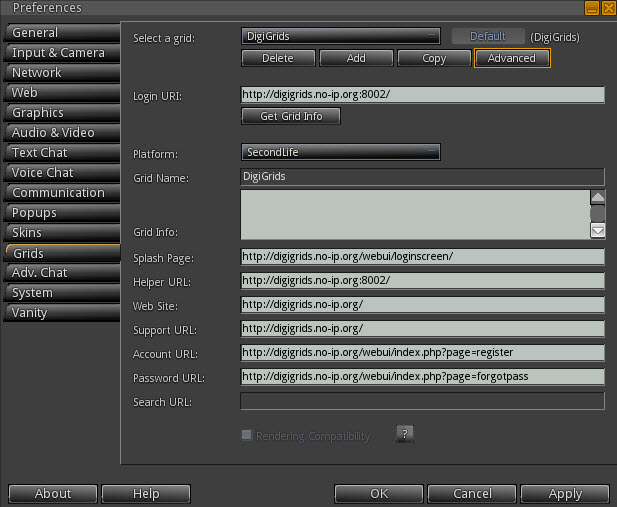 Preferences
General
Input & Camera
Network
Web
Graphics
Audio & Video
Text Chat
Voice Chat
Communication
Popups
Skins
Grids
Adv. Chat
System
Vanity
Select a grid: DigiGrids Default (DigiGrids)
Delete Add Copy Advanced
Login URI: http://digigrids.no-ip.org:8002/
Get Grid Info
Platform: SecondLife
Grid Name: DigiGrids
Grid Info:
Splash Page: http://digigrids.no-ip.org/webui/loginscreen/
Helper URL: http://digigrids.no-ip.org:8002/
Web Site: http://digigrids.no-ip.org/
Support URL: http://digigrids.no-ip.org/
Account URL: http://digigrids.no-ip.org/webui/index.php?page=register
Password URL: http://digigrids.no-ip.org/webui/index.php?page=forgotpass
Search URL:
Rendering Compatibility ?
About Help OK Cancel Apply